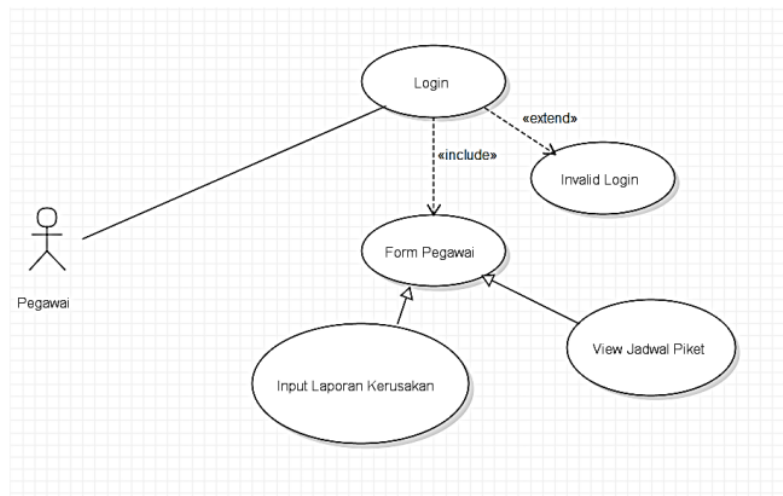 Login
«extend»
«include»
Invalid Login
Form Pegawai
Pegawai
View Jadwal Piket
Input Laporan Kerusakan